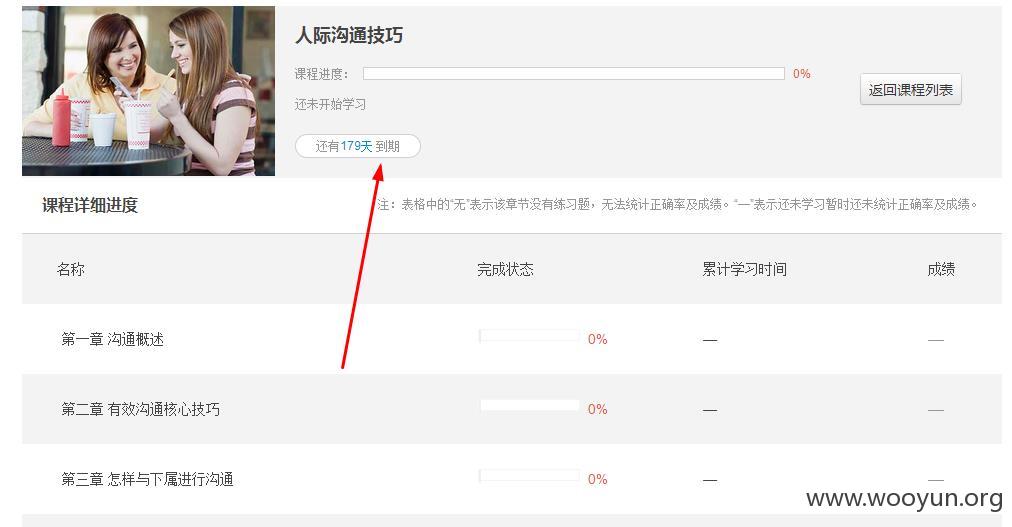 人际沟通技巧
课程进度： 0%
返回课程列表
还未开始学习
还有179天 到期
课程详细进度
注：表格中的“无”表示该章节没有练习题，无法统计正确率及成绩。“—”表示还未学习暂时还未统计正确率及成绩。
名称 完成状态 累计学习时间 成绩
第一章 沟通概述 0% — —
第二章 有效沟通核心技巧 0% — —
第三章 怎样与下属进行沟通 0% — —
www.wooyun.org